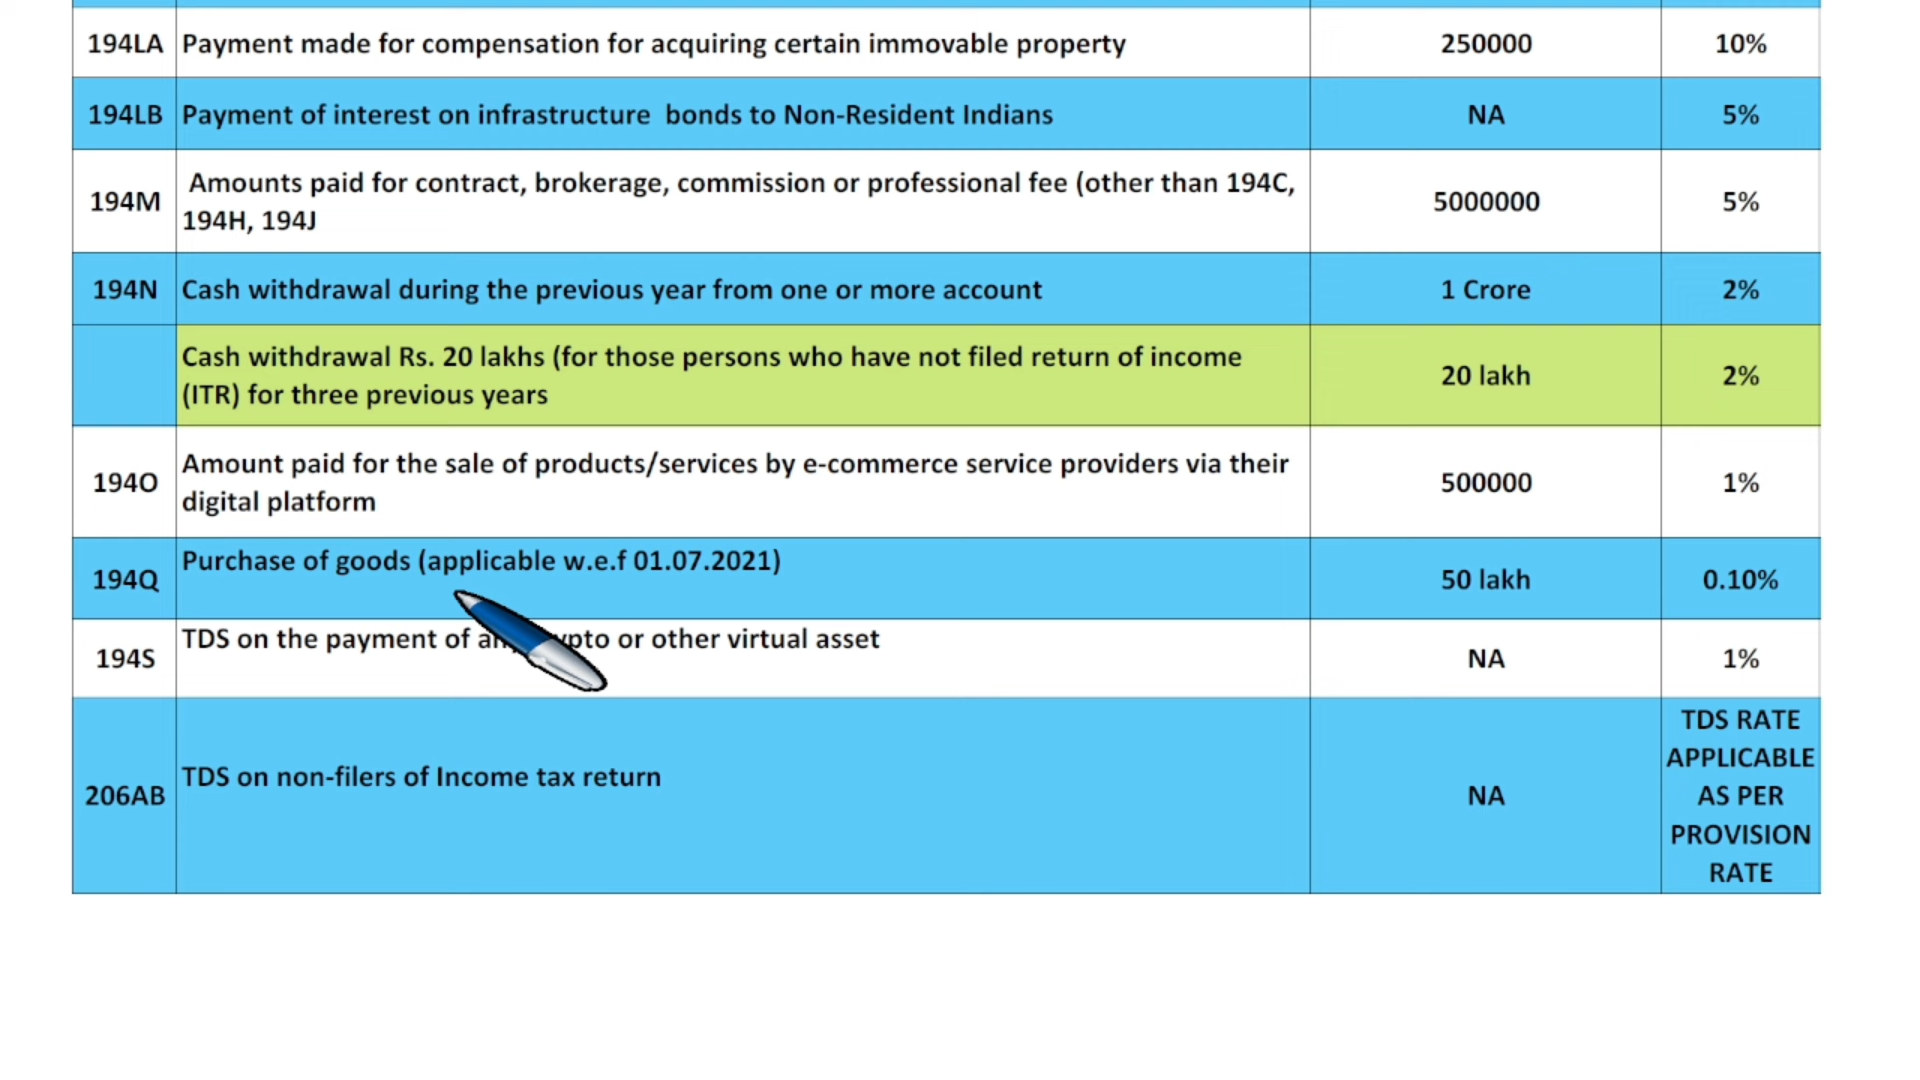 194LA Payment made for compensation for acquiring certain immovable property 250000 10%
194LB Payment of interest on infrastructure bonds to Non-Resident Indians NA 5%
194M Amounts paid for contract, brokerage, commission or professional fee (other than 194C, 5000000 5%
194H, 194J
194N Cash withdrawal during the previous year from one or more account 1 Crore 2%
Cash withdrawal Rs. 20 lakhs (for those persons who have not filed return of income 20 lakh 2%
(ITR) for three previous years
194O Amount paid for the sale of products/services by e-commerce service providers via their 500000 1%
digital platform
194Q Purchase of goods (applicable w.e.f 01.07.2021) 50 lakh 0.10%
194S TDS on the payment of or other virtual asset NA 1%
206AB TDS on non-filers of Income tax return NA TDS RATE
APPLICABLE
AS PER
PROVISION
RATE